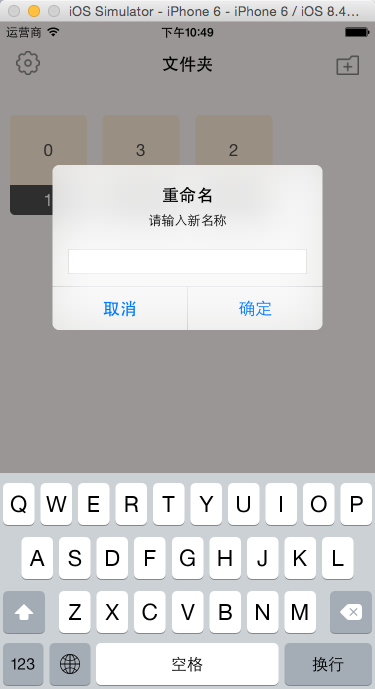 iOS Simulator - iPhone 6 - iPhone 6 / iOS 8.4...
运营商 下午10:49
文件夹
0 3 2
1
重命名
请输入新名称
取消 确定
Q W E R T Y U I O P
A S D F G H J K L
Z X C V B N M
123 空格 换行